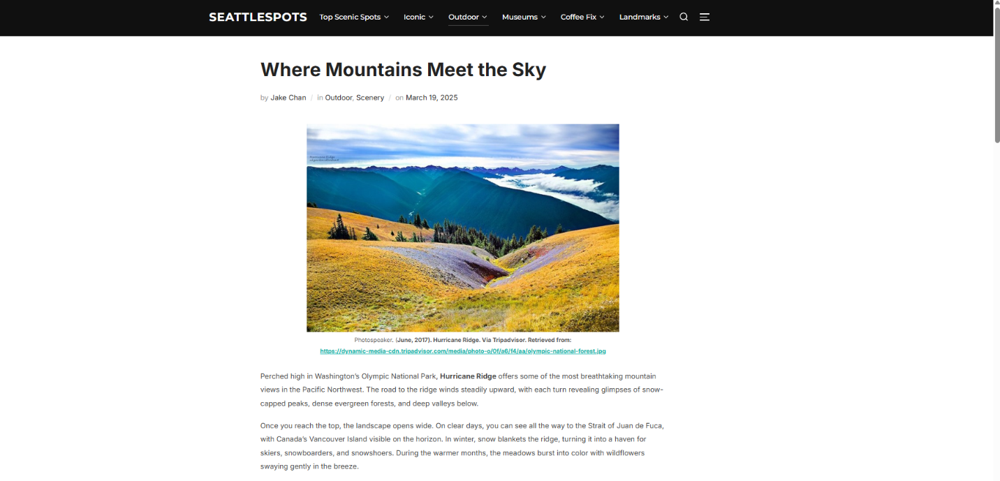 SEATTLESPOTS Top Scenic Spots Iconic Outdoor Museums Coffee Fix Landmarks
Where Mountains Meet the Sky
by Jake Chan / in Outdoor, Scenery / on March 19, 2025
Photospeaker. (June, 2017). Hurricane Ridge. Via Tripadvisor. Retrieved from:
https://dynamic-media-cdn.tripadvisor.com/media/photo-o/0f/a6/f4/aa/olympic-national-forest.jpg
Perched high in Washington’s Olympic National Park, Hurricane Ridge offers some of the most breathtaking mountain
views in the Pacific Northwest. The road to the ridge winds steadily upward, with each turn revealing glimpses of snow-
capped peaks, dense evergreen forests, and deep valleys below.
Once you reach the top, the landscape opens wide. On clear days, you can see all the way to the Strait of Juan de Fuca,
with Canada’s Vancouver Island visible on the horizon. In winter, snow blankets the ridge, turning it into a haven for
skiers, snowboarders, and snowshoers. During the warmer months, the meadows burst into color with wildflowers
swaying gently in the breeze.